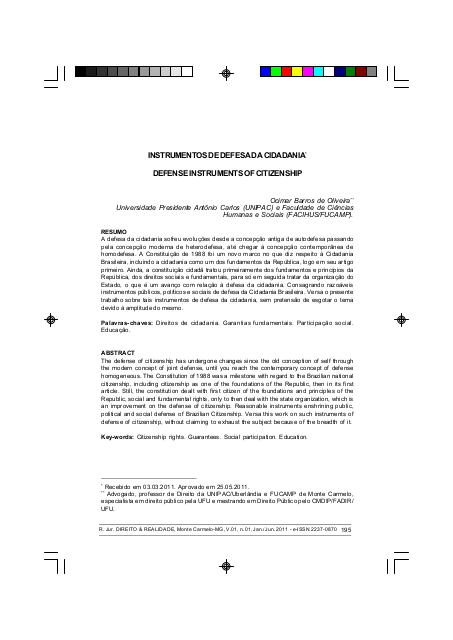 INSTRUMENTOS DE DEFESA DA CIDADANIA*
DEFENSE INSTRUMENTS OF CITIZENSHIP
Ocimar Barros de Oliveira**
Universidade Presidente Antônio Carlos (UNIPAC) e Faculdade de Ciências
Humanas e Sociais (FACIHUS/FUCAMP).
RESUMO
A defesa da cidadania sofreu evoluções desde a concepção antiga de autodefesa passando
pela concepção moderna de heterodefesa, até chegar à concepção contemporânea de
homodefesa. A Constituição de 1988 foi um novo marco no que diz respeito à Cidadania
Brasileira, incluindo a cidadania como um dos fundamentos da República, logo em seu artigo
primeiro. Ainda, a constituição cidadã tratou primeiramente dos fundamentos e princípios da
República, dos direitos sociais e fundamentais, para só em seguida tratar da organização do
Estado, o que é um avanço com relação à defesa da cidadania. Consagrando razoáveis
instrumentos públicos, políticos e sociais de defesa da Cidadania Brasileira. Versa o presente
trabalho sobre tais instrumentos de defesa da cidadania, sem pretensão de esgotar o tema
devido à amplitude do mesmo.
Palavras-chaves: Direitos de cidadania. Garantias fundamentais. Participação social.
Educação.
ABSTRACT
The defense of citizenship has undergone changes since the old conception of self through
the modern concept of joint defense, until you reach the contemporary concept of defense
homogeneous. The Constitution of 1988 was a milestone with regard to the Brazilian national
citizenship, including citizenship as one of the foundations of the Republic, then in its first
article. Still, the constitution dealt with first citizen of the foundations and principles of the
Republic, social and fundamental rights, only to then deal with the state organization, which is
an improvement on the defense of citizenship. Reasonable instruments enshrining public,
political and social defense of Brazilian Citizenship. Versa this work on such instruments of
defense of citizenship, without claiming to exhaust the subject because of the breadth of it.
Key-words: Citizenship rights. Guarantees. Social participation. Education.
* Recebido em 03.03.2011. Aprovado em 25.05.2011.
** Advogado, professor de Direito da UNIPAC/Uberlândia e FUCAMP de Monte Carmelo,
especialista em direito público pela UFU e mestrando em Direito Público pelo CMDIP/FADIR/
UFU.
R. Jur. DIREITO & REALIDADE, Monte Carmelo-MG, V.01, n.01, Jan./Jun. 2011 - e-ISSN 2237-0870 195